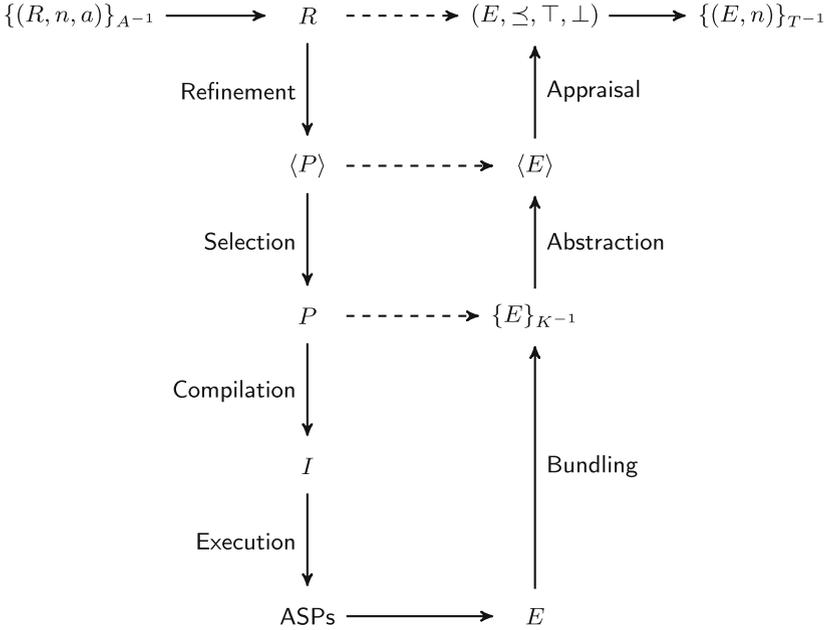 {(R, n, a)}_{A^{-1}} R (E, ⪯, ⊤, ⊥) {(E, n)}_{T^{-1}}
Refinement Appraisal
⟨P⟩ ⟨E⟩
Selection Abstraction
P {E}_{K^{-1}}
Compilation
I Bundling
Execution
ASPs E